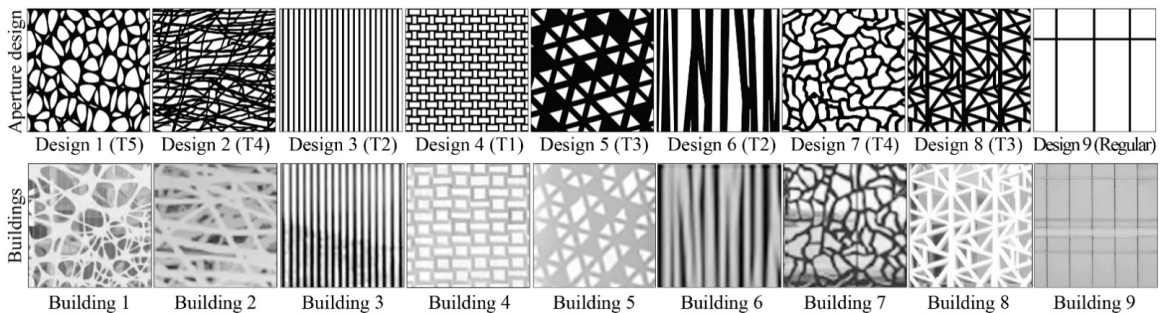 Aperture design
Design 1 (T5) Design 2 (T4) Design 3 (T2) Design 4 (T1) Design 5 (T3) Design 6 (T2) Design 7 (T4) Design 8 (T3) Design 9 (Regular)
Buildings
Building 1 Building 2 Building 3 Building 4 Building 5 Building 6 Building 7 Building 8 Building 9